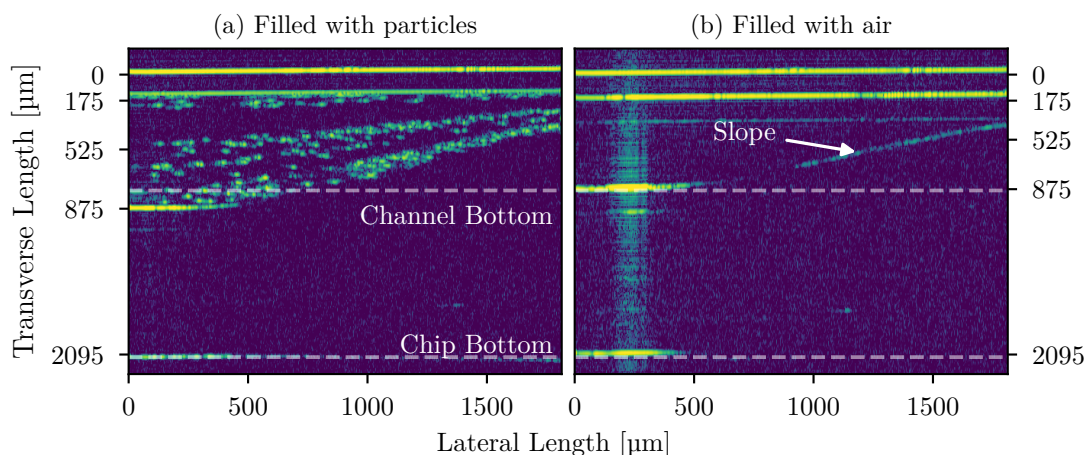 (a) Filled with particles
(b) Filled with air
Transverse Length [µm]
0
175
525
875
2095
Channel Bottom
Chip Bottom
0
500
1000
1500
Slope
0
175
525
875
2095
0
500
1000
1500
Lateral Length [µm]